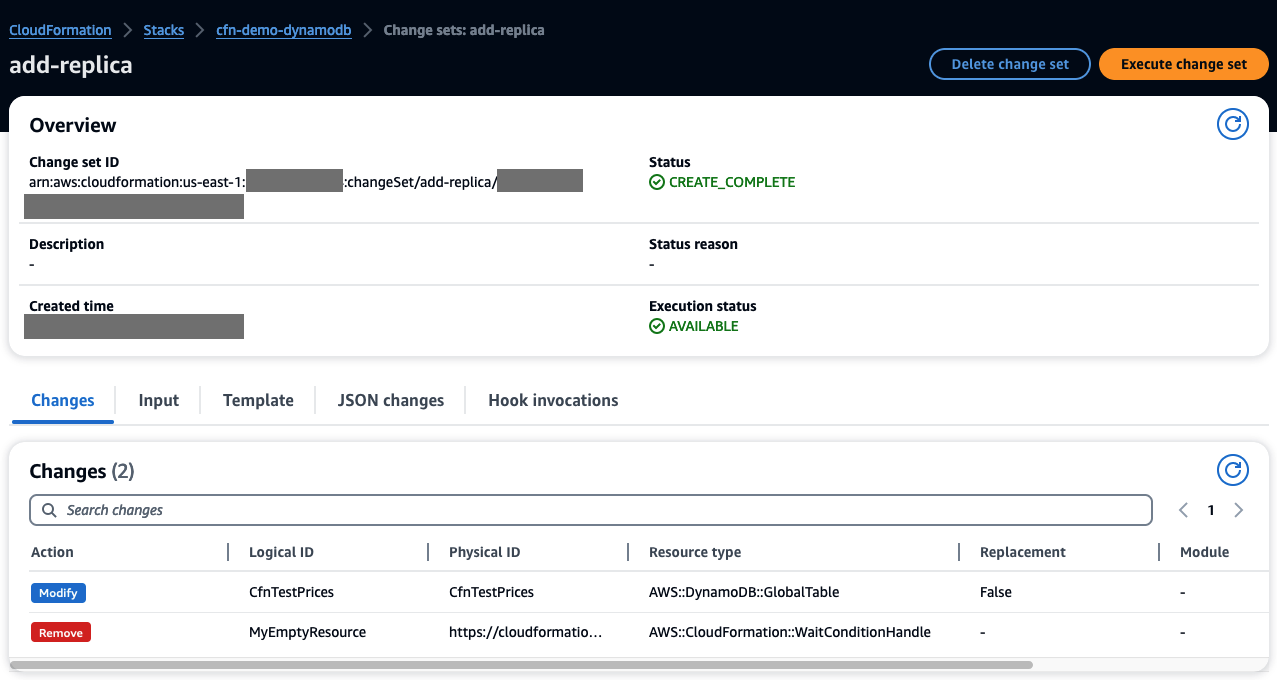 CloudFormation > Stacks > cfn-demo-dynamodb > Change sets: add-replica
add-replica
Delete change set
Execute change set
Overview
Change set ID
arn:aws:cloudformation:us-east-1: :changeSet/add-replica/
Status
CREATE_COMPLETE
Description
-
Status reason
-
Created time
Execution status
AVAILABLE
Changes Input Template JSON changes Hook invocations
Changes (2)
Search changes
1
Action Logical ID Physical ID Resource type Replacement Module
Modify CfnTestPrices CfnTestPrices AWS::DynamoDB::GlobalTable False -
Remove MyEmptyResource https://cloudformatio... AWS::CloudFormation::WaitConditionHandle - -